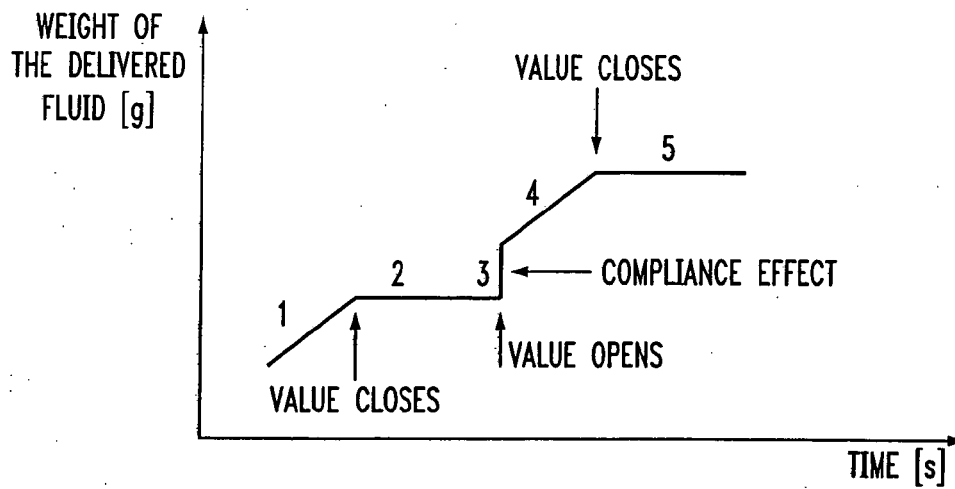 WEIGHT OF
THE DELIVERED
FLUID [g]
VALUE CLOSES
5
4
3
COMPLIANCE EFFECT
2
1
VALUE OPENS
VALUE CLOSES
TIME [s]